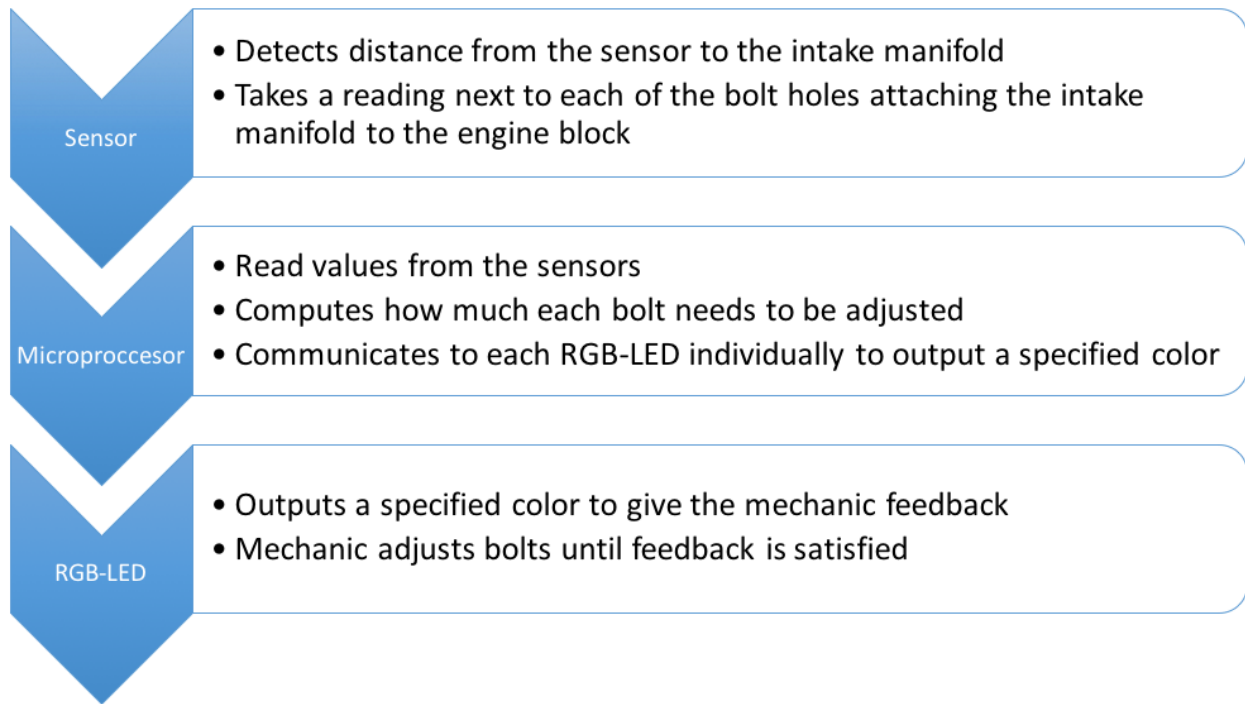 Sensor
• Detects distance from the sensor to the intake manifold
• Takes a reading next to each of the bolt holes attaching the intake
manifold to the engine block
Microproccesor
• Read values from the sensors
• Computes how much each bolt needs to be adjusted
• Communicates to each RGB-LED individually to output a specified color
RGB-LED
• Outputs a specified color to give the mechanic feedback
• Mechanic adjusts bolts until feedback is satisfied